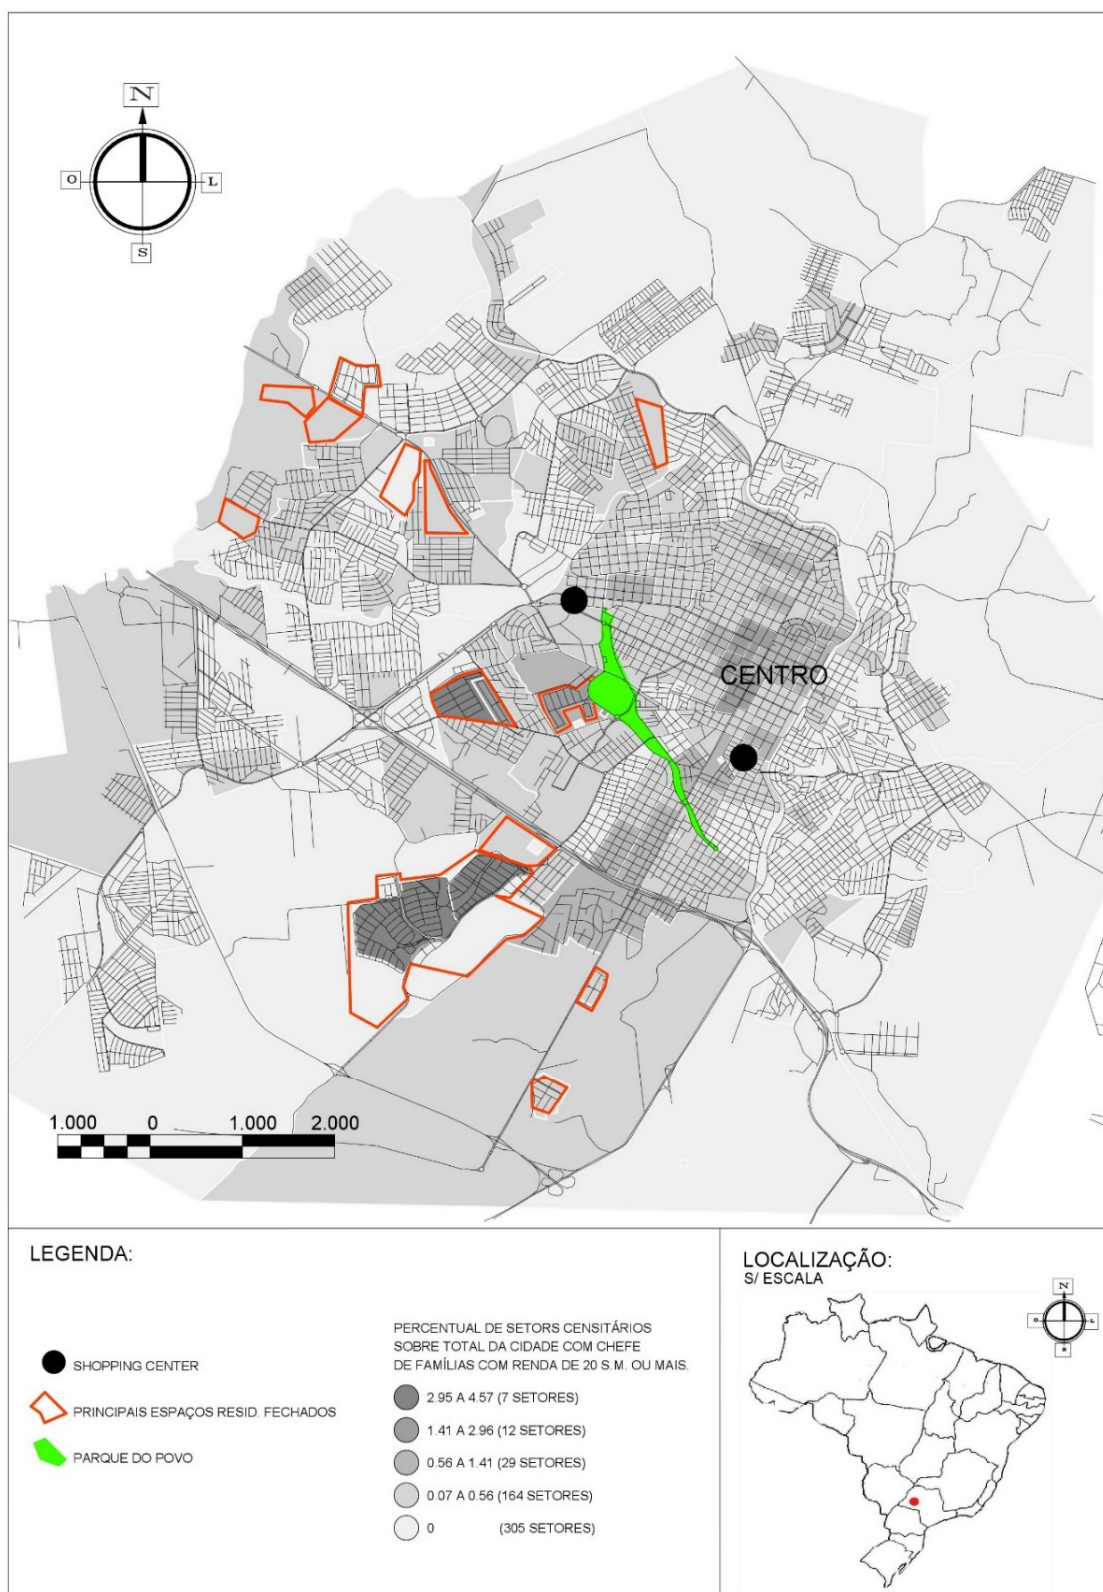 N
O
L
S
CENTRO
1.000 0 1.000 2.000
LEGENDA:
SHOPPING CENTER
PRINCIPAIS ESPAÇOS RESID. FECHADOS
PARQUE DO POVO
PERCENTUAL DE SETORS CENSITÁRIOS
SOBRE TOTAL DA CIDADE COM CHEFE
DE FAMÍLIAS COM RENDA DE 20 S.M. OU MAIS.
2.95 A 4.57 (7 SETORES)
1.41 A 2.96 (12 SETORES)
0.56 A 1.41 (29 SETORES)
0.07 A 0.56 (164 SETORES)
0 (305 SETORES)
LOCALIZAÇÃO:
S/ ESCALA
N